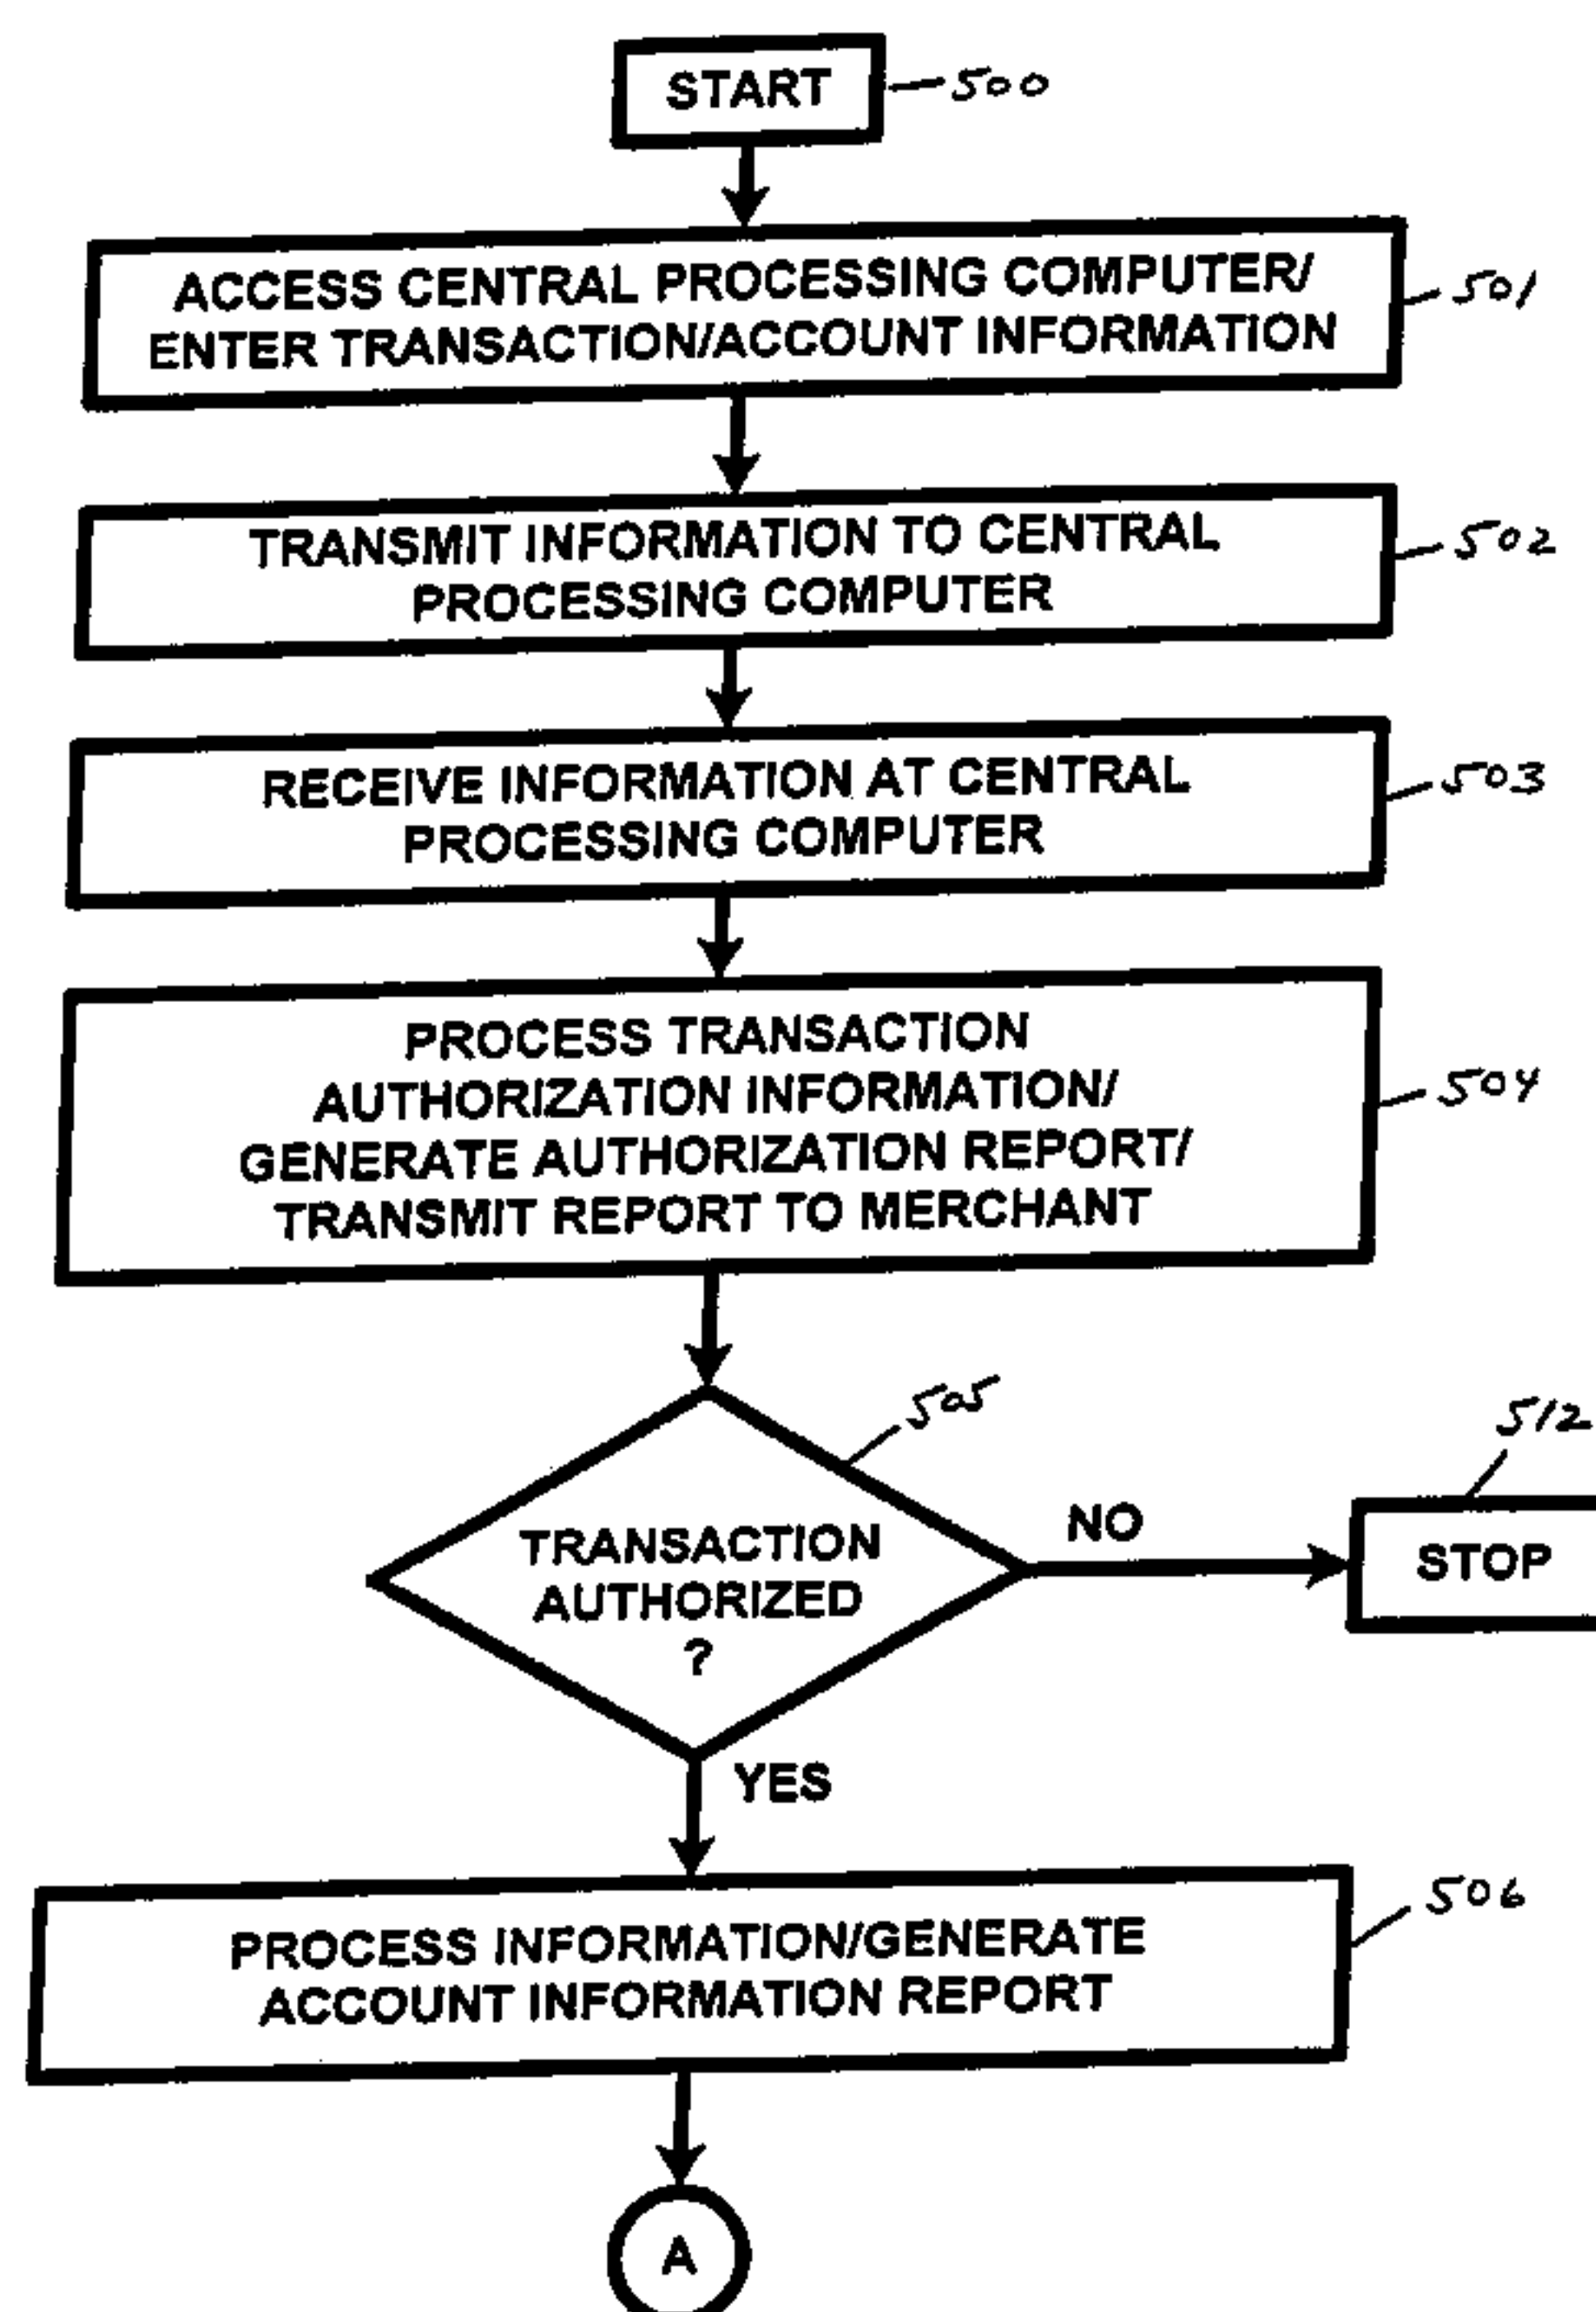 START
500
ACCESS CENTRAL PROCESSING COMPUTER/
ENTER TRANSACTION/ACCOUNT INFORMATION
501
TRANSMIT INFORMATION TO CENTRAL
PROCESSING COMPUTER
502
RECEIVE INFORMATION AT CENTRAL
PROCESSING COMPUTER
503
PROCESS TRANSACTION
AUTHORIZATION INFORMATION/
GENERATE AUTHORIZATION REPORT/
TRANSMIT REPORT TO MERCHANT
504
505
TRANSACTION
AUTHORIZED
?
NO
512
STOP
YES
PROCESS INFORMATION/GENERATE
ACCOUNT INFORMATION REPORT
506
A